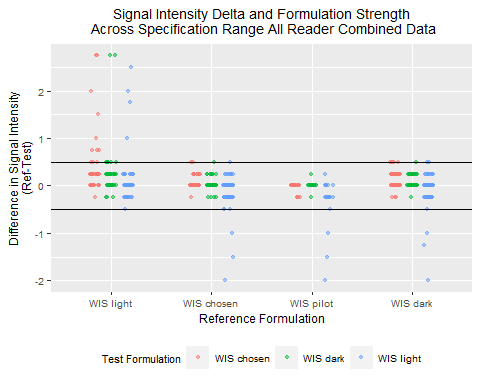 Signal Intensity Delta and Formulation Strength
Across Specification Range All Reader Combined Data
Difference in Signal Intensity
(Ref-Test)
2
1
0
-1
-2
WIS light
WIS chosen
WIS pilot
WIS dark
Reference Formulation
Test Formulation
WIS chosen
WIS dark
WIS light